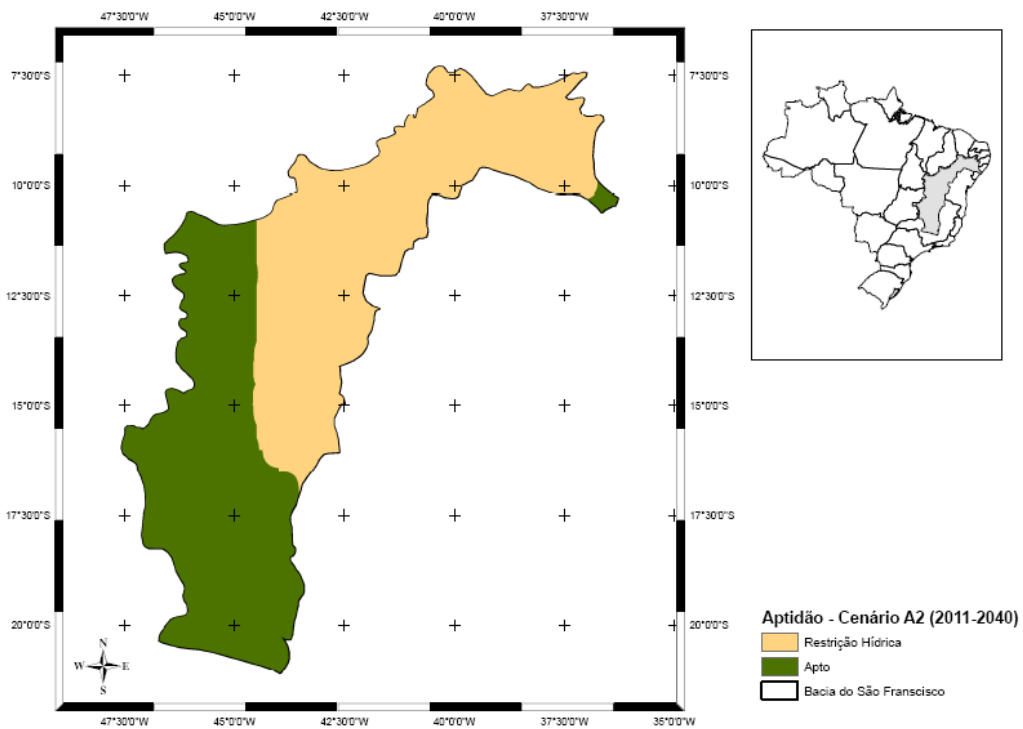 47°30'0"W 45°0'0"W 42°30'0"W 40°0'0"W 37°30'0"W
7°30'0"S 7°30'0"S
10°0'0"S 10°0'0"S
12°30'0"S 12°30'0"S
15°0'0"S 15°0'0"S
17°30'0"S 17°30'0"S
20°0'0"S 20°0'0"S
N
W E
S
47°30'0"W 45°0'0"W 42°30'0"W 40°0'0"W 37°30'0"W 35°0'0"W
Aptidão - Cenário A2 (2011-2040)
Restrição Hídrica
Apto
Bacia do São Franscisco